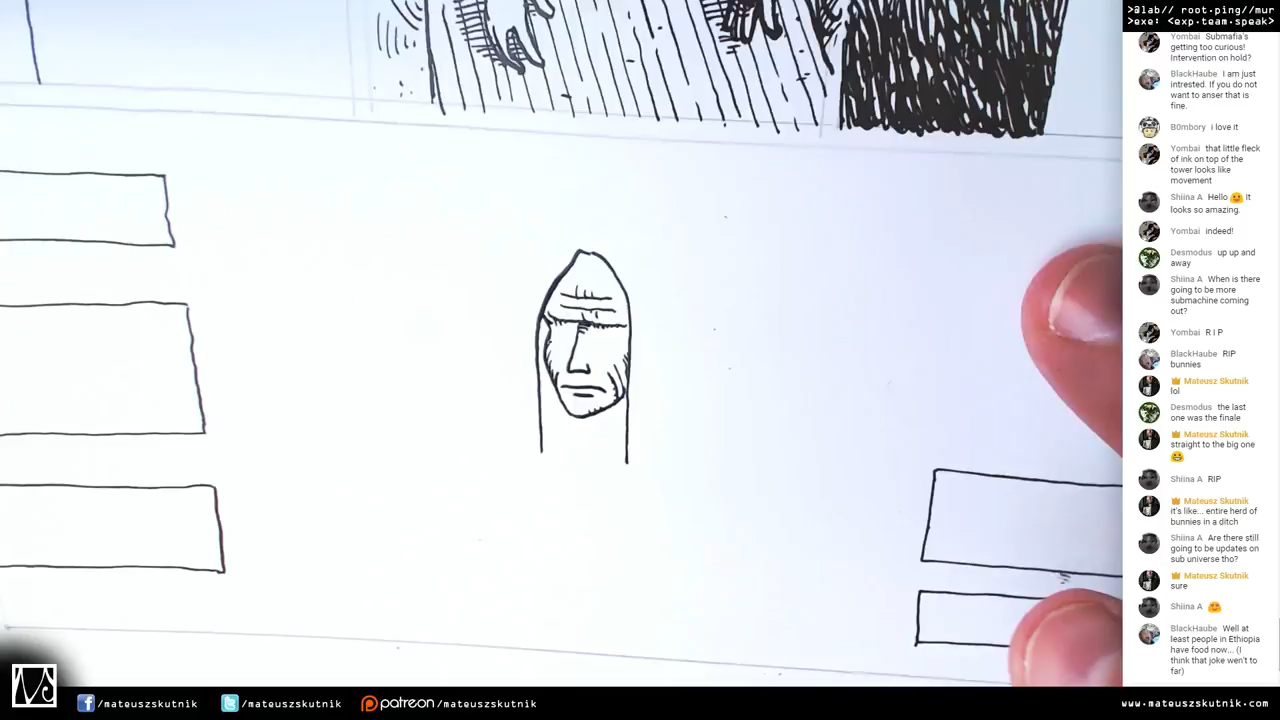 >@lab// root.ping//mur
>exe: <exp.team.speak>
Yombai Submafia's
getting too curious!
Intervention on hold?
BlackHaube I am just
intrested. If you do not
want to anser that is
fine.
B0mbory i love it
Yombai that little fleck
of ink on top of the
tower looks like
movement
Shiina A Hello It
looks so amazing.
Yombai indeed!
Desmodus up up and
away
Shiina A When is there
going to be more
submachine coming
out?
Yombai R I P
BlackHaube RIP
bunnies
Mateusz Skutnik
lol
Desmodus the last
one was the finale
Mateusz Skutnik
straight to the big one
Shiina A RIP
Mateusz Skutnik
it's like... entire herd of
bunnies in a ditch
Shiina A Are there still
going to be updates on
sub universe tho?
Mateusz Skutnik
sure
Shiina A
BlackHaube Well at
least people in Ethiopia
have food now... (I
think that joke wen't to
far)
/mateuszskutnik
/mateuszskutnik
patreon/mateuszskutnik
www.mateuszskutnik.com